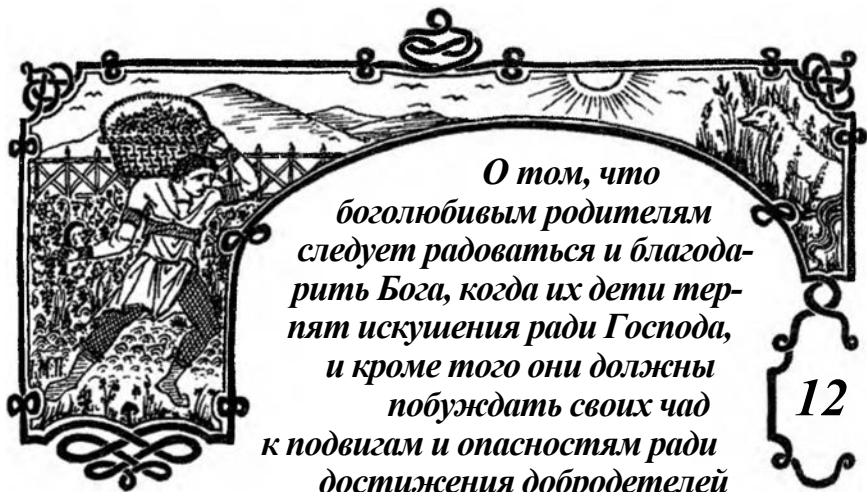 О том, что
боголюбивым родителям
следует радоваться и благода-
рить Бога, когда их дети тер-
пят искушения ради Господа,
и кроме того они должны
побуждать своих чад
к подвигам и опасностям ради
достижения добродетелей
12
М.П.